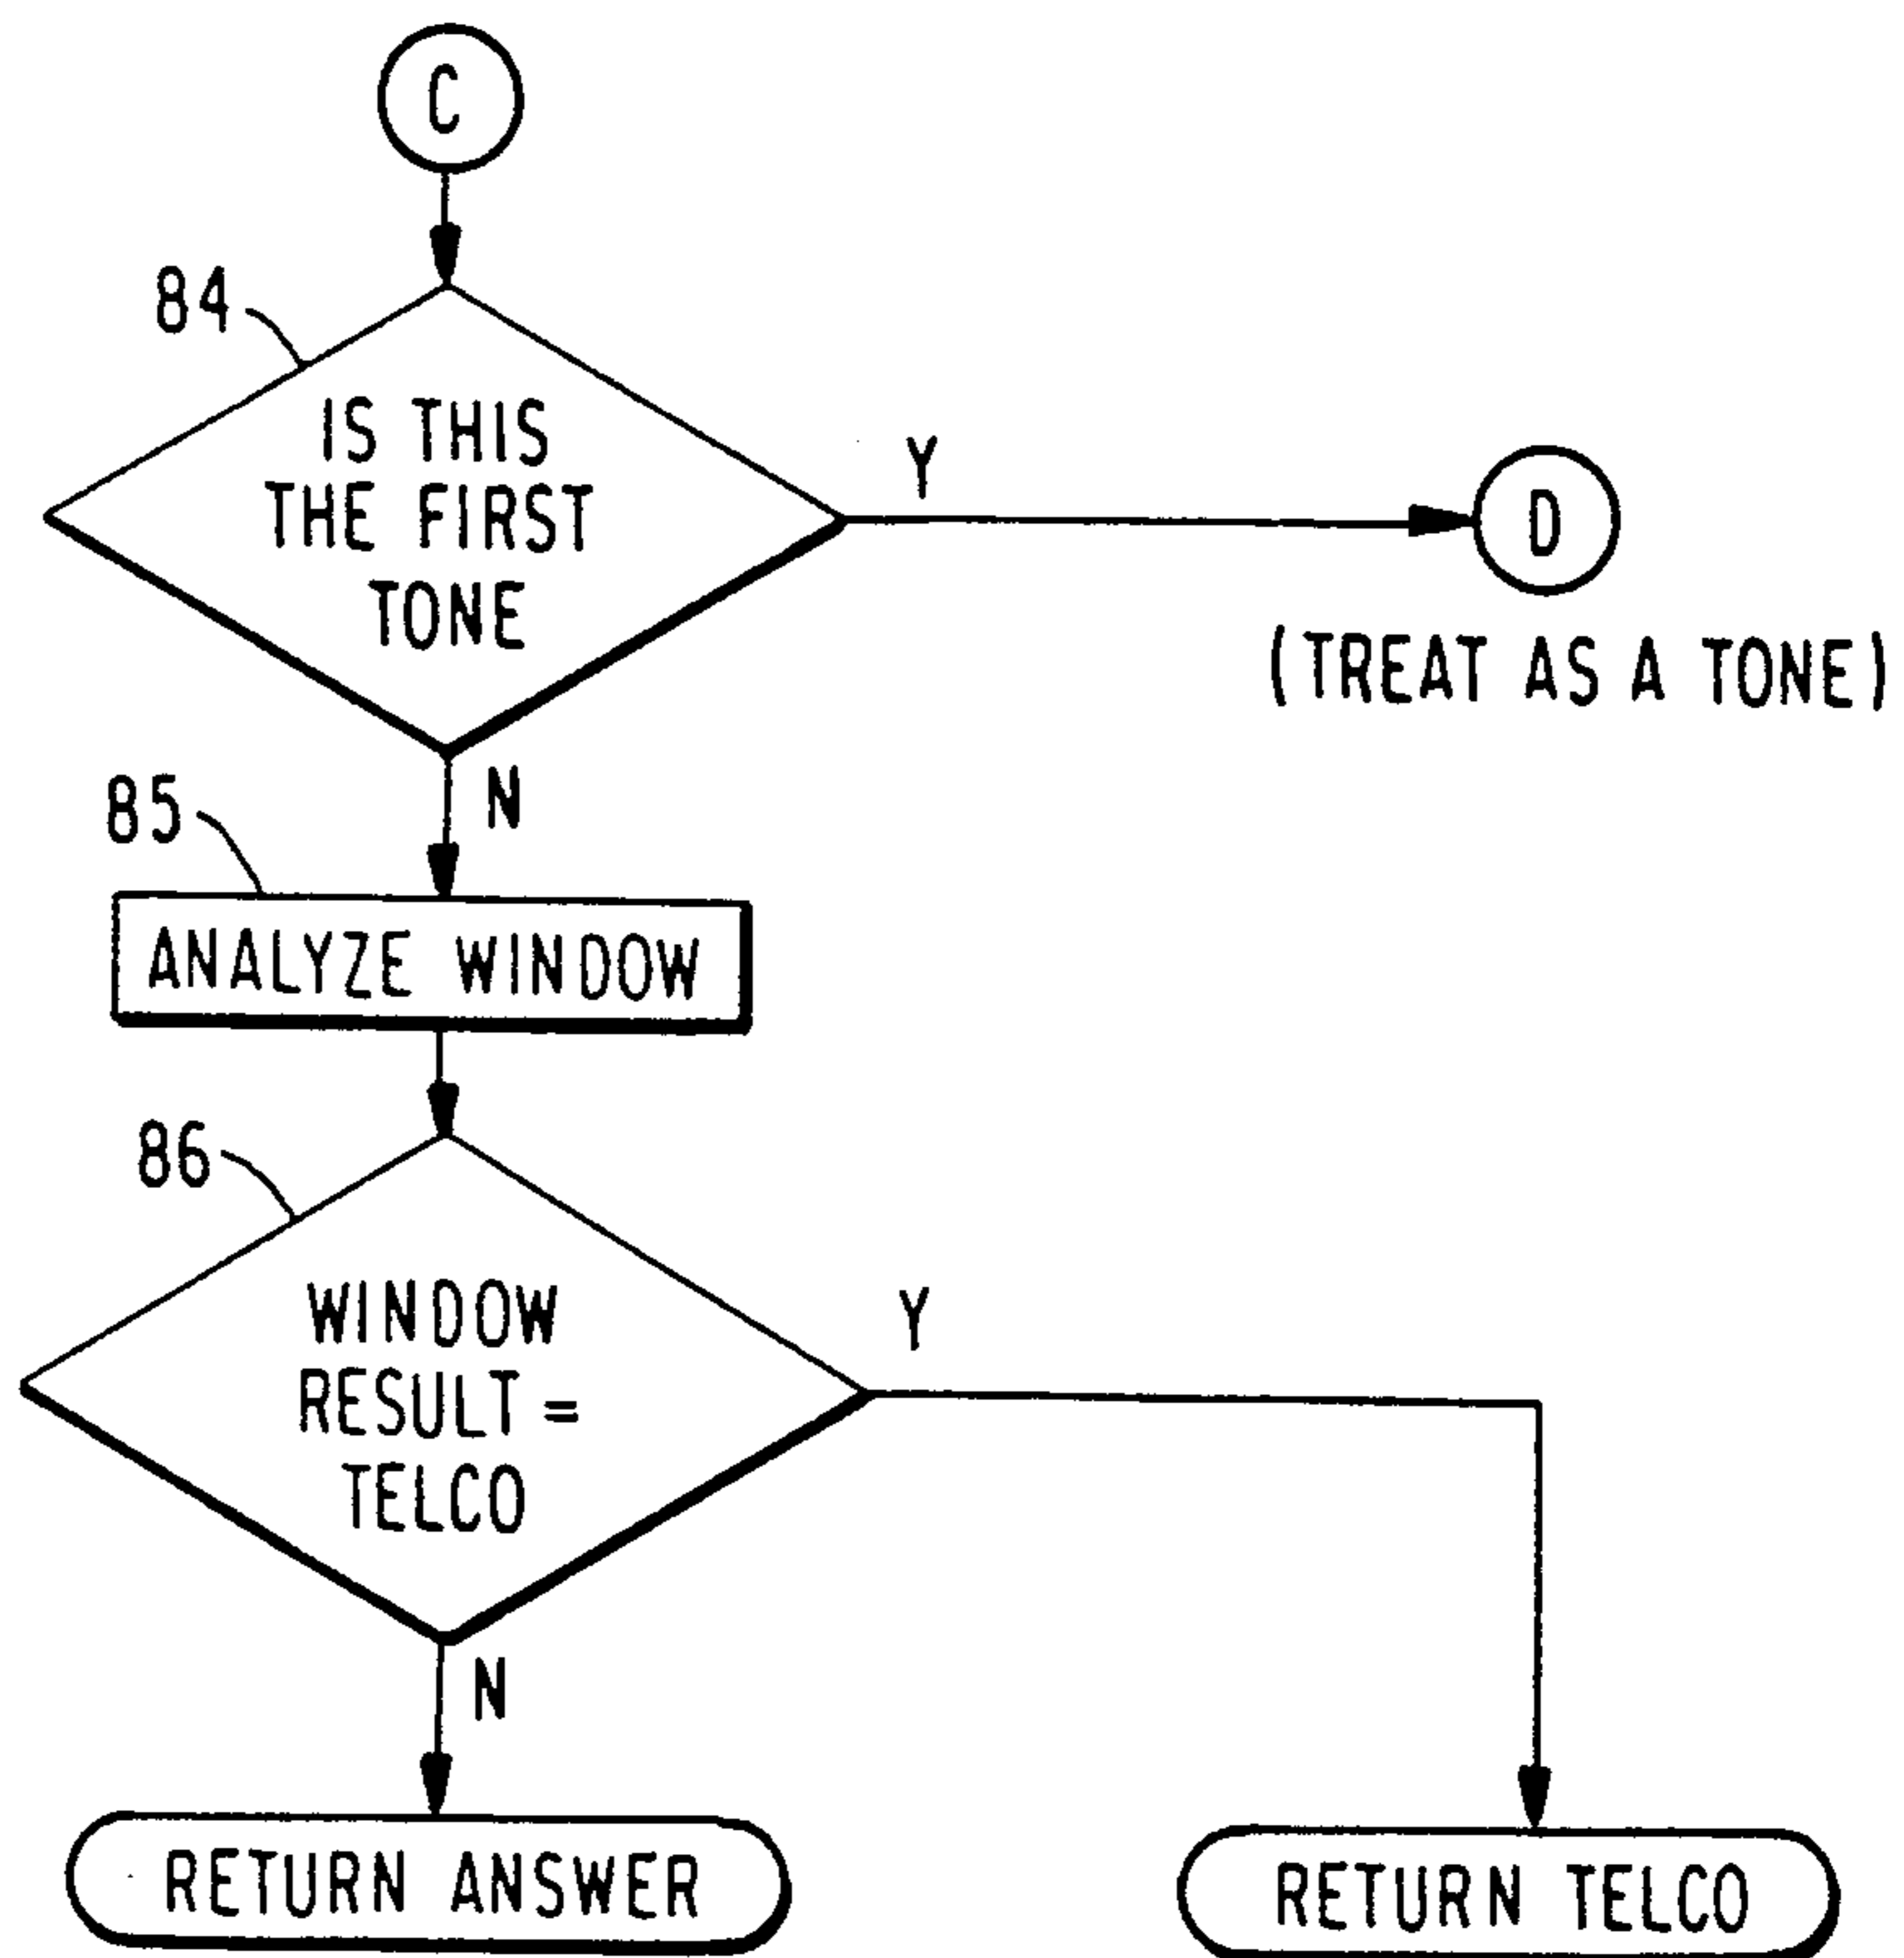 C
84
IS THIS
THE FIRST
TONE
Y
D
(TREAT AS A TONE)
N
85
ANALYZE WINDOW
86
WINDOW
RESULT =
TELCO
Y
N
RETURN ANSWER
RETURN TELCO